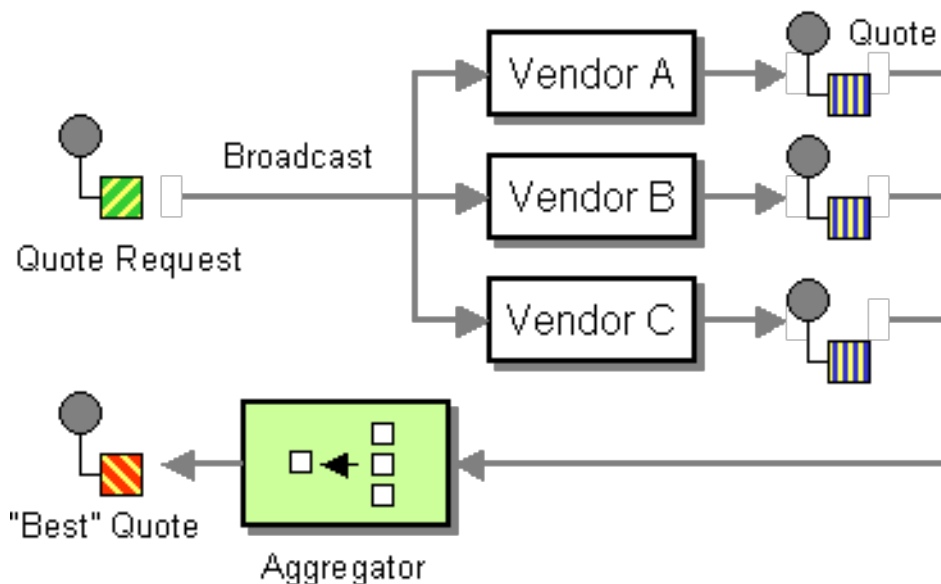 Quote
Vendor A
Broadcast
Vendor B
Quote Request
Vendor C
"Best" Quote
Aggregator